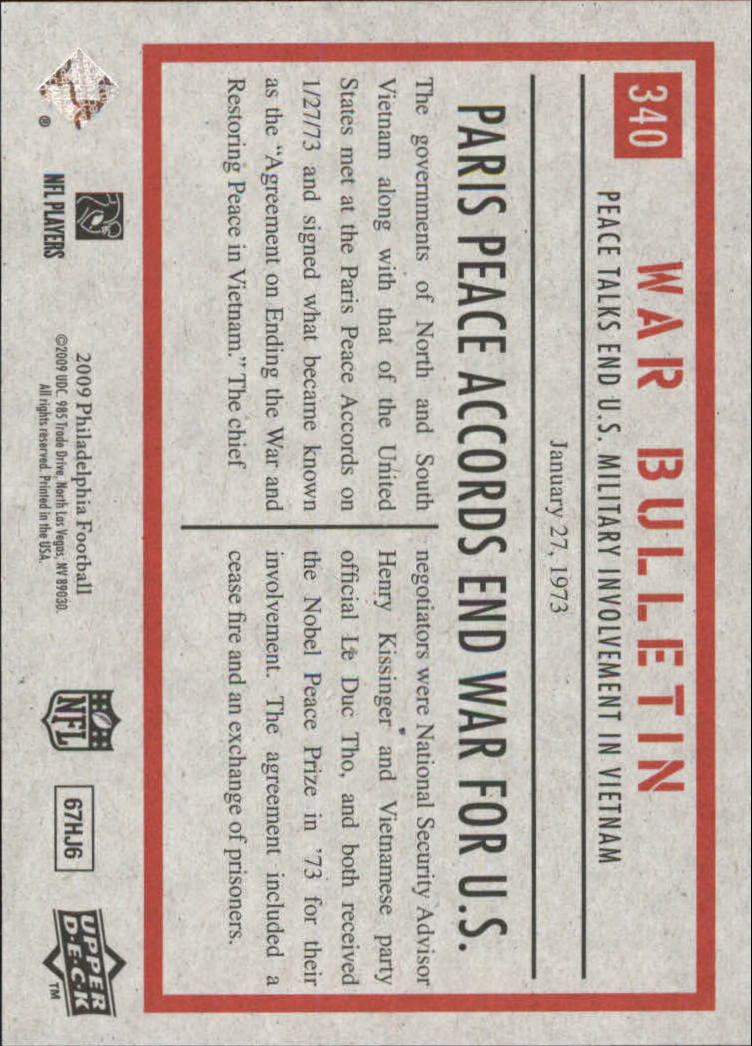 340
WAR BULLETIN
PEACE TALKS END U.S. MILITARY INVOLVEMENT IN VIETNAM
January 27, 1973
PARIS PEACE ACCORDS END WAR FOR U.S.
The governments of North and South
Vietnam along with that of the United
States met at the Paris Peace Accords on
1/27/73 and signed what became known
as the “Agreement on Ending the War and
Restoring Peace in Vietnam.” The chief
negotiators were National Security Advisor
Henry Kissinger and Vietnamese party
official Le Duc Tho, and both received
the Nobel Peace Prize in ’73 for their
involvement. The agreement included a
cease fire and an exchange of prisoners.
®
NFL PLAYERS
2009 Philadelphia Football
©2009 UDC. 985 Trade Drive, North Las Vegas, NV 89030.
All rights reserved. Printed in the USA.
NFL
67HJ6
UPPER
D·E·C·K
TM